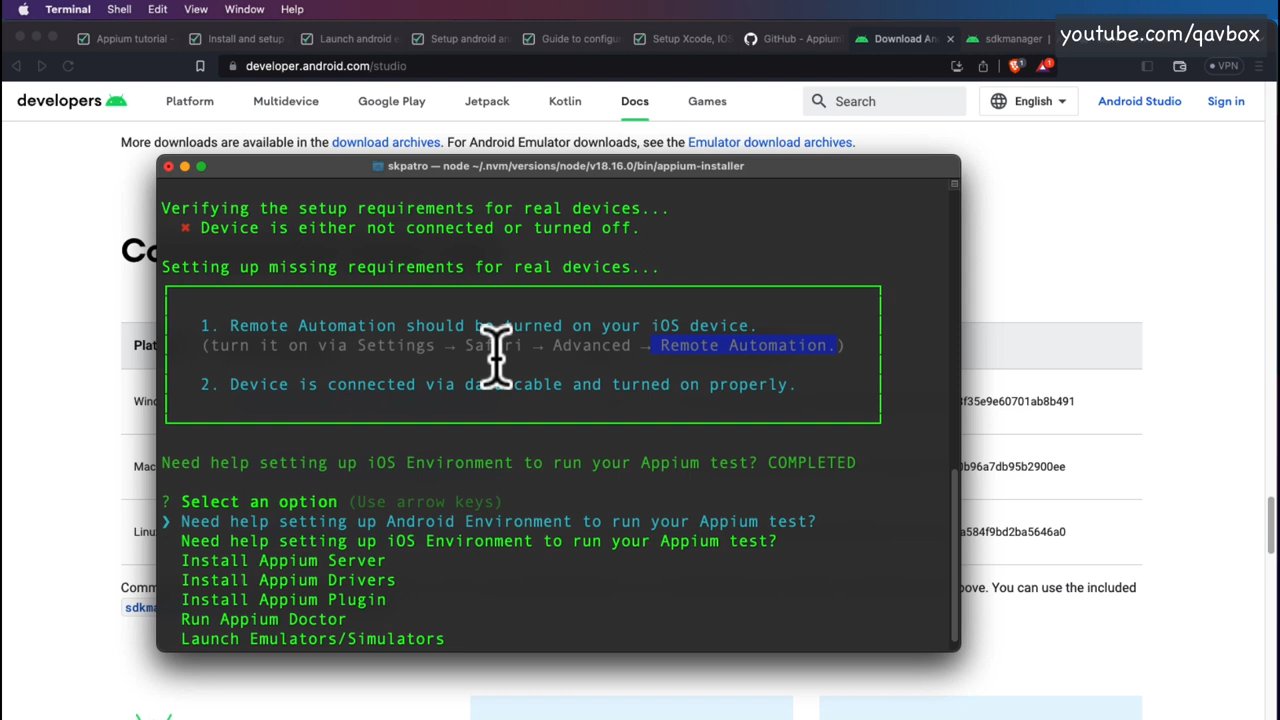 Terminal Shell Edit View Window Help
youtube.com/qavbox
Appium tutorial - Install and setup Launch android e Setup android an Guide to configu Setup Xcode, IOS GitHub - Appium Download An sdkmanager
developer.android.com/studio
VPN
developers Platform Multidevice Google Play Jetpack Kotlin Docs Games Search English Android Studio Sign in
More downloads are available in the download archives. For Android Emulator downloads, see the Emulator download archives.
skpatro — node ~/.nvm/versions/node/v18.16.0/bin/appium-installer
Verifying the setup requirements for real devices...
✖ Device is either not connected or turned off.
Setting up missing requirements for real devices...
1. Remote Automation should be turned on your iOS device.
(turn it on via Settings → Safari → Advanced → Remote Automation.)
2. Device is connected via data cable and turned on properly.
Need help setting up iOS Environment to run your Appium test? COMPLETED
? Select an option (Use arrow keys)
❯ Need help setting up Android Environment to run your Appium test?
Need help setting up iOS Environment to run your Appium test?
Install Appium Server
Install Appium Drivers
Install Appium Plugin
Run Appium Doctor
Launch Emulators/Simulators
Co
Plat
Wind
Mac
Linu
3f35e9e60701ab8b491
0b96a7db95b2900ee
a584f9bd2ba5646a0
Comm
ove. You can use the included
sdkma